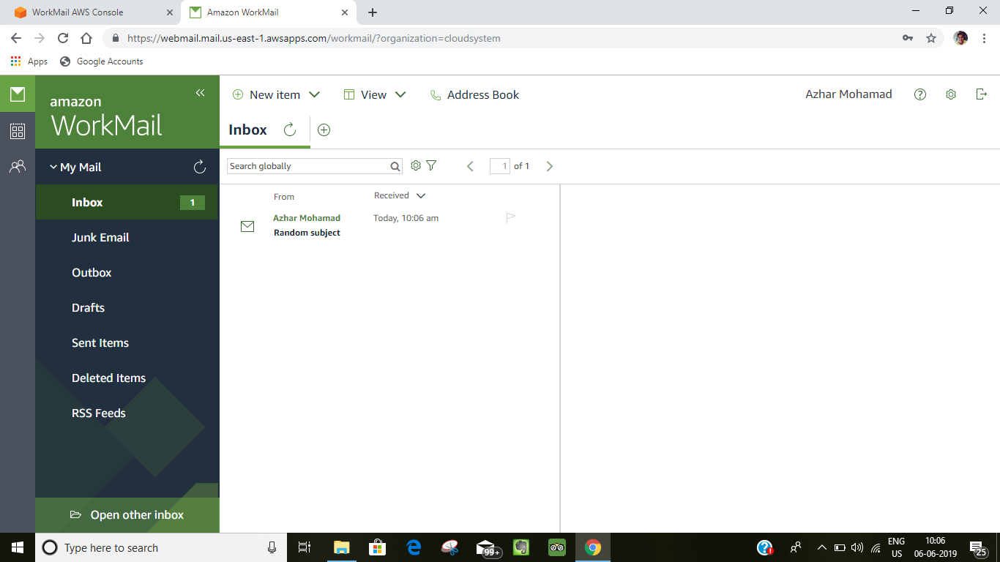 WorkMail AWS Console
Amazon WorkMail
https://webmail.mail.us-east-1.awsapps.com/workmail/?organization=cloudsystem
Apps
Google Accounts
amazon
WorkMail
New item
View
Address Book
Azhar Mohamad
Inbox
My Mail
Search globally
1 of 1
Inbox 1
From
Received
Azhar Mohamad
Today, 10:06 am
Random subject
Junk Email
Outbox
Drafts
Sent Items
Deleted Items
RSS Feeds
Open other inbox
Type here to search
99+
ENG
US
10:06
06-06-2019
25